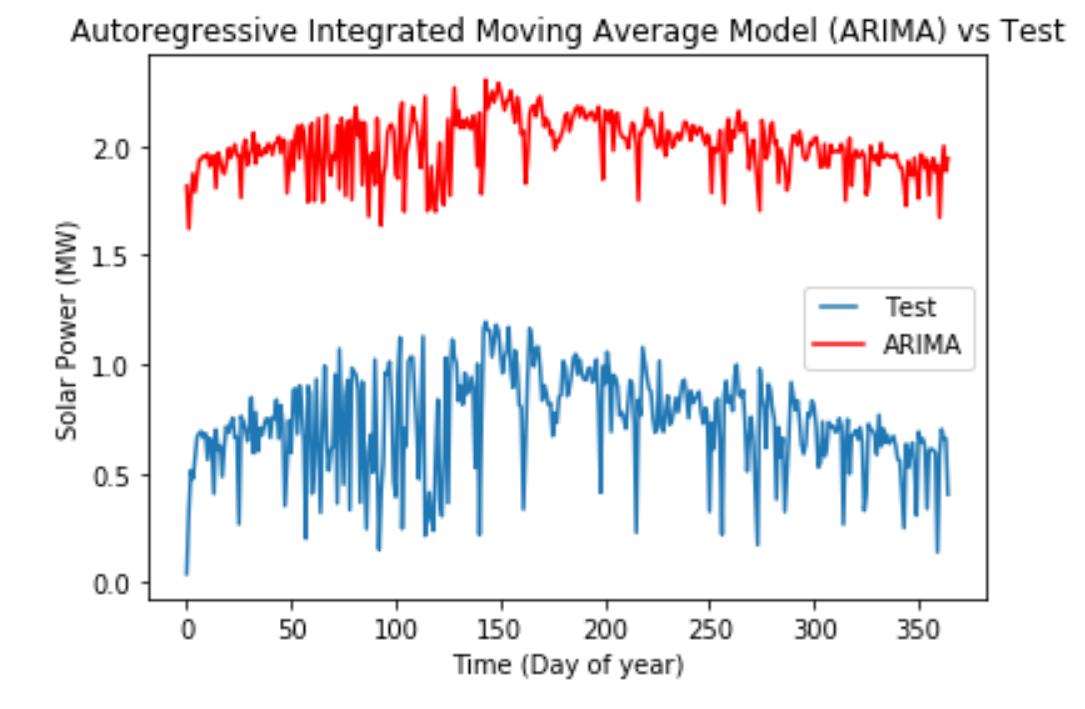 Autoregressive Integrated Moving Average Model (ARIMA) vs Test
Solar Power (MW)
2.0
1.5
1.0
0.5
0.0
Test
ARIMA
0 50 100 150 200 250 300 350
Time (Day of year)